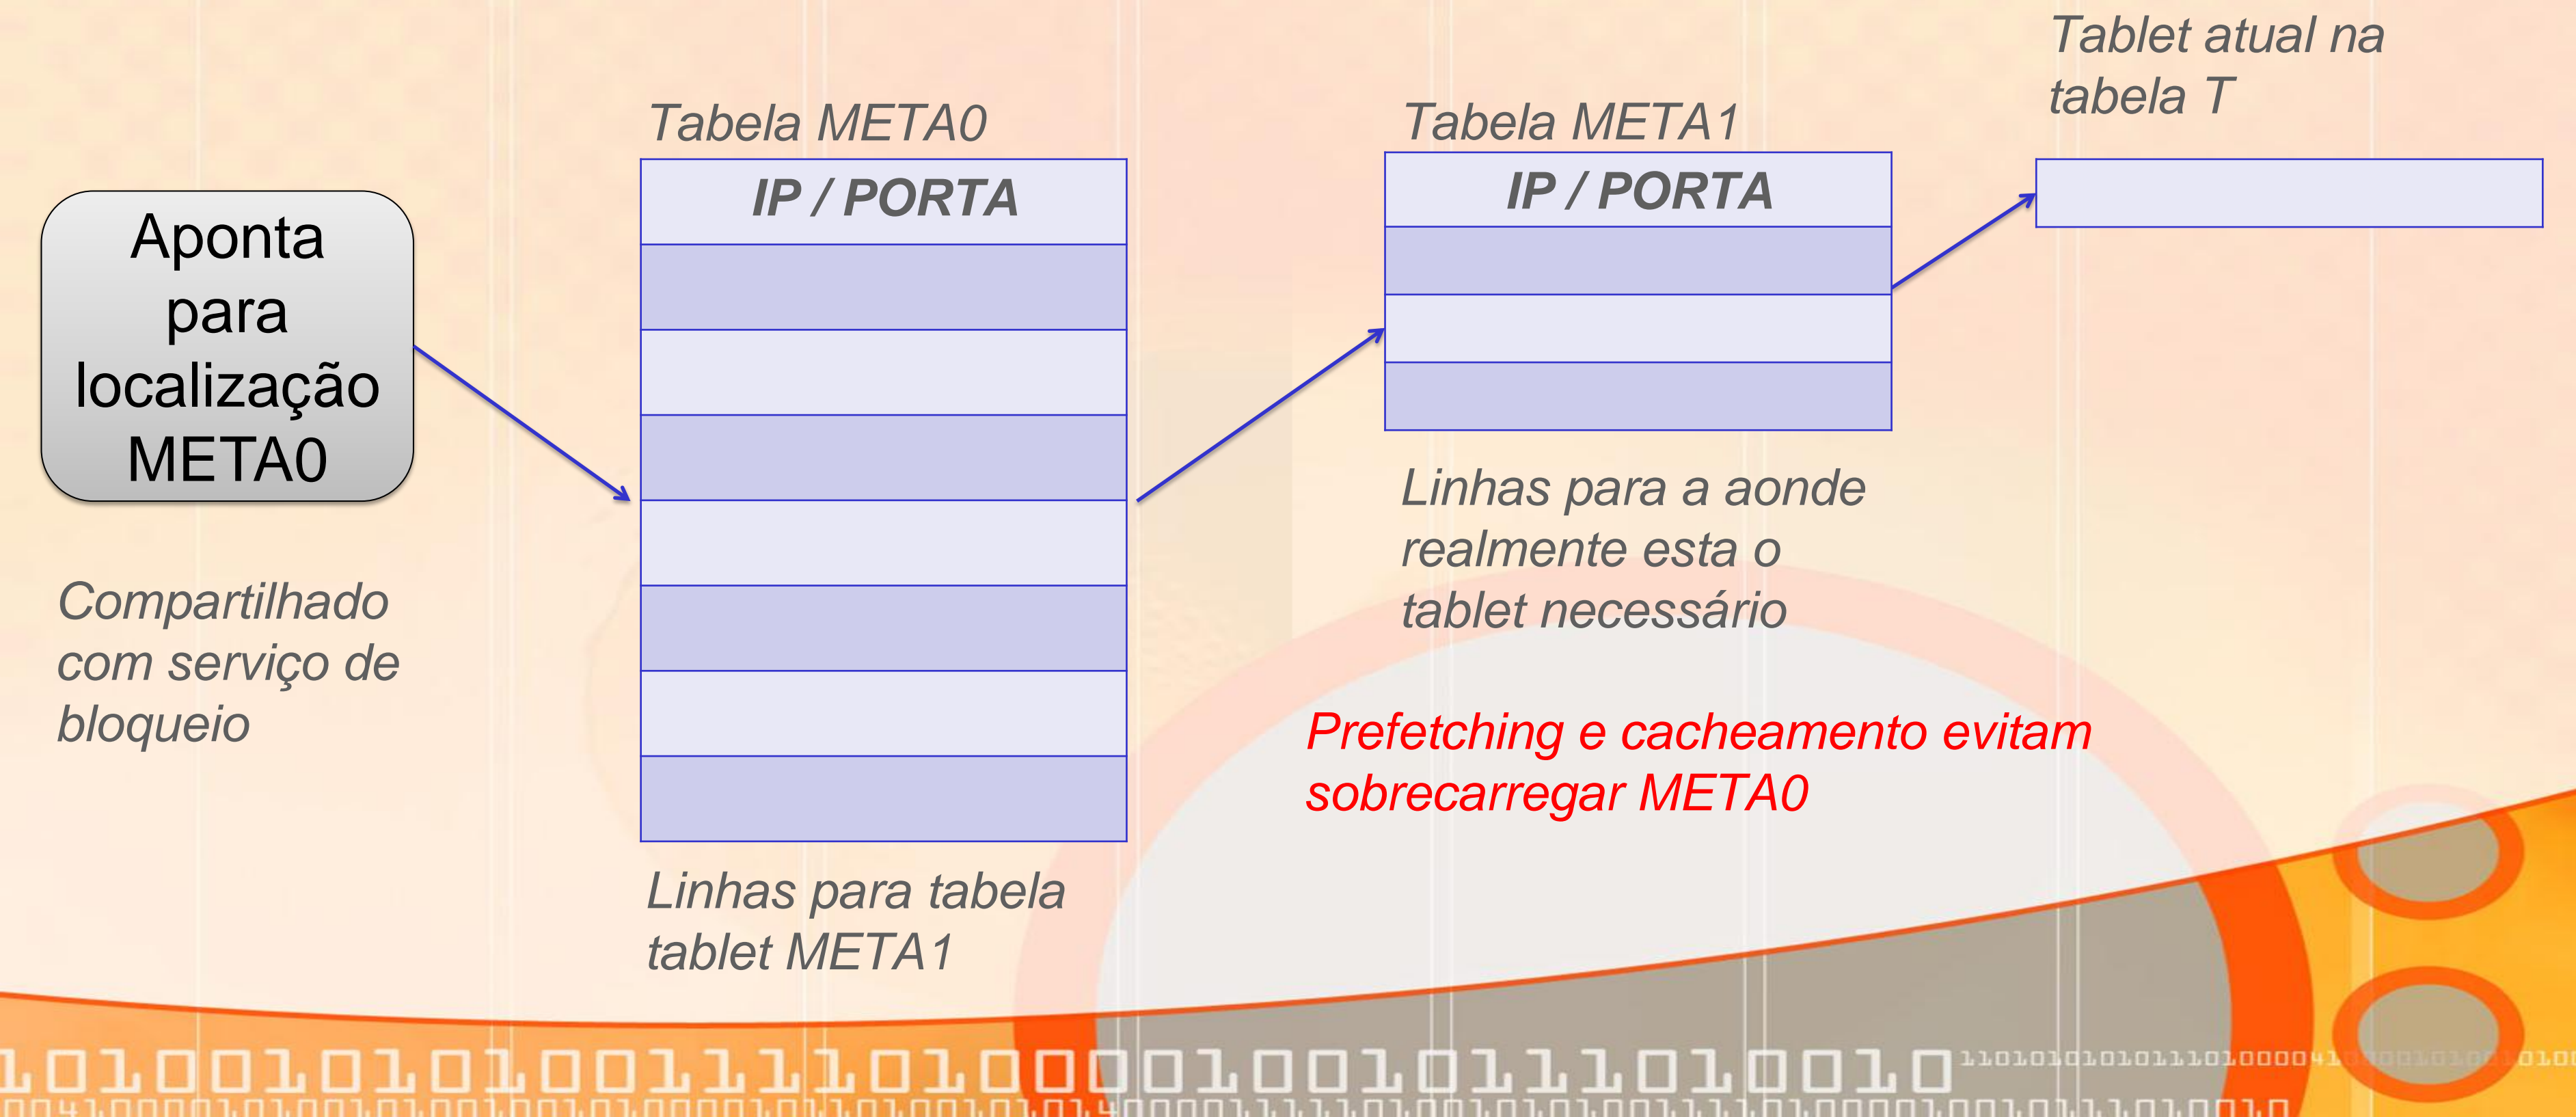 Aponta
para
localização
META0
Compartilhado
com serviço de
bloqueio
Tabela META0
IP / PORTA
Linhas para tabela
tablet META1
Tabela META1
IP / PORTA
Linhas para a aonde
realmente esta o
tablet necessário
Prefetching e cacheamento evitam
sobrecarregar META0
Tablet atual na
tabela T